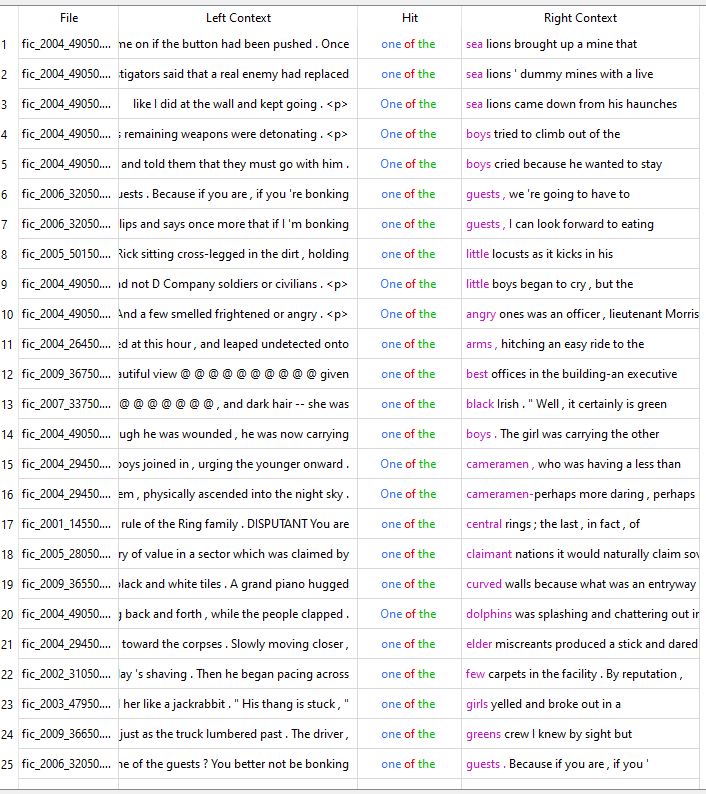 File Left Context Hit Right Context
1 fic_2004_49050.... me on if the button had been pushed . Once one of the sea lions brought up a mine that
2 fic_2004_49050.... tigators said that a real enemy had replaced one of the sea lions ' dummy mines with a live
3 fic_2004_49050.... like I did at the wall and kept going . <p> One of the sea lions came down from his haunches
4 fic_2004_49050.... s remaining weapons were detonating . <p> One of the boys tried to climb out of the
5 fic_2004_49050.... and told them that they must go with him . One of the boys cried because he wanted to stay
6 fic_2006_32050.... uests . Because if you are , if you 're bonking one of the guests , we 're going to have to
7 fic_2006_32050.... lips and says once more that if I 'm bonking one of the guests , I can look forward to eating
8 fic_2005_50150.... Rick sitting cross-legged in the dirt , holding one of the little locusts as it kicks in his
9 fic_2004_49050.... d not D Company soldiers or civilians . <p> One of the little boys began to cry , but the
10 fic_2004_49050.... And a few smelled frightened or angry . <p> One of the angry ones was an officer , lieutenant Morris
11 fic_2004_26450.... ed at this hour , and leaped undetected onto one of the arms , hitching an easy ride to the
12 fic_2009_36750.... autiful view @ @ @ @ @ @ @ @ @ @ given one of the best offices in the building-an executive
13 fic_2007_33750.... @ @ @ @ @ @ @ , and dark hair -- she was one of the black Irish . " Well , it certainly is green
14 fic_2004_49050.... ugh he was wounded , he was now carrying one of the boys . The girl was carrying the other
15 fic_2004_29450.... boys joined in , urging the younger onward . One of the cameramen , who was having a less than
16 fic_2004_29450.... em , physically ascended into the night sky . One of the cameramen-perhaps more daring , perhaps
17 fic_2001_14550.... rule of the Ring family . DISPUTANT You are one of the central rings ; the last , in fact , of
18 fic_2005_28050.... ry of value in a sector which was claimed by one of the claimant nations it would naturally claim sov
19 fic_2009_36550.... black and white tiles . A grand piano hugged one of the curved walls because what was an entryway
20 fic_2004_49050.... g back and forth , while the people clapped . One of the dolphins was splashing and chattering out in
21 fic_2004_29450.... toward the corpses . Slowly moving closer , one of the elder miscreants produced a stick and dared
22 fic_2002_31050.... lay 's shaving . Then he began pacing across one of the few carpets in the facility . By reputation ,
23 fic_2003_47950.... her like a jackrabbit . " His thang is stuck , " one of the girls yelled and broke out in a
24 fic_2009_36650.... just as the truck lumbered past . The driver , one of the greens crew I knew by sight but
25 fic_2006_32050.... ne of the guests ? You better not be bonking one of the guests . Because if you are , if you '